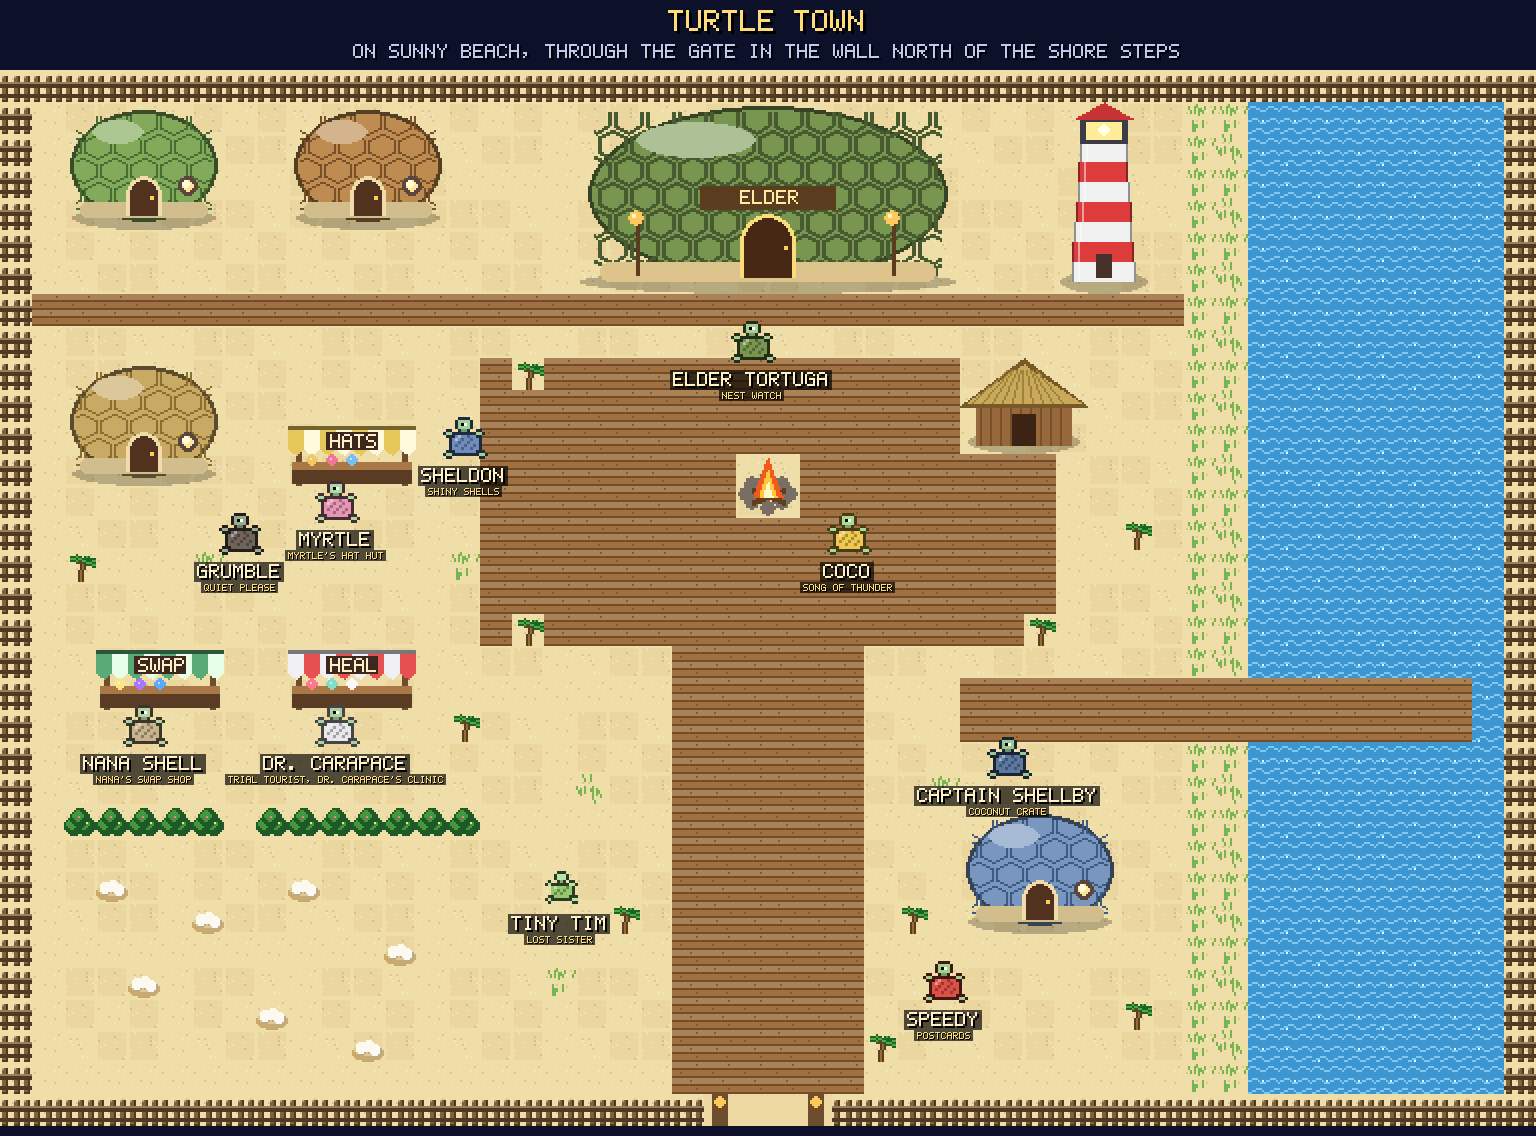 TURTLE TOWN
ON SUNNY BEACH, THROUGH THE GATE IN THE WALL NORTH OF THE SHORE STEPS
ELDER
ELDER TORTUGA
NEST WATCH
HATS
SHELDON
SHINY SHELLS
MYRTLE
MYRTLE'S HAT HUT
GRUMBLE
QUIET PLEASE
COCO
SONG OF THUNDER
SWAP
HEAL
NANA SHELL
NANA'S SWAP SHOP
DR. CARAPACE
TRIAL TOURIST, DR. CARAPACE'S CLINIC
CAPTAIN SHELLBY
COCONUT CRATE
TINY TIM
LOST SISTER
SPEEDY
POSTCARDS